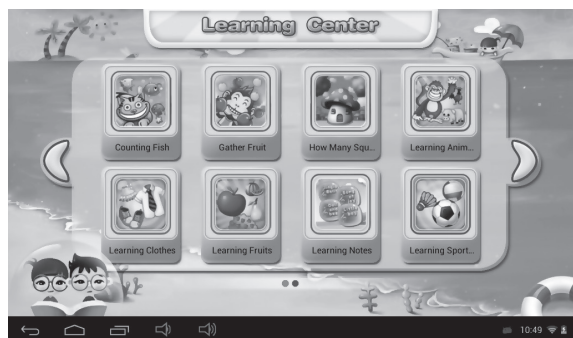 Learning Center
Counting Fish
Gather Fruit
How Many Squ...
Learning Anim...
Learning Clothes
Learning Fruits
Learning Notes
Learning Sport...
10:49